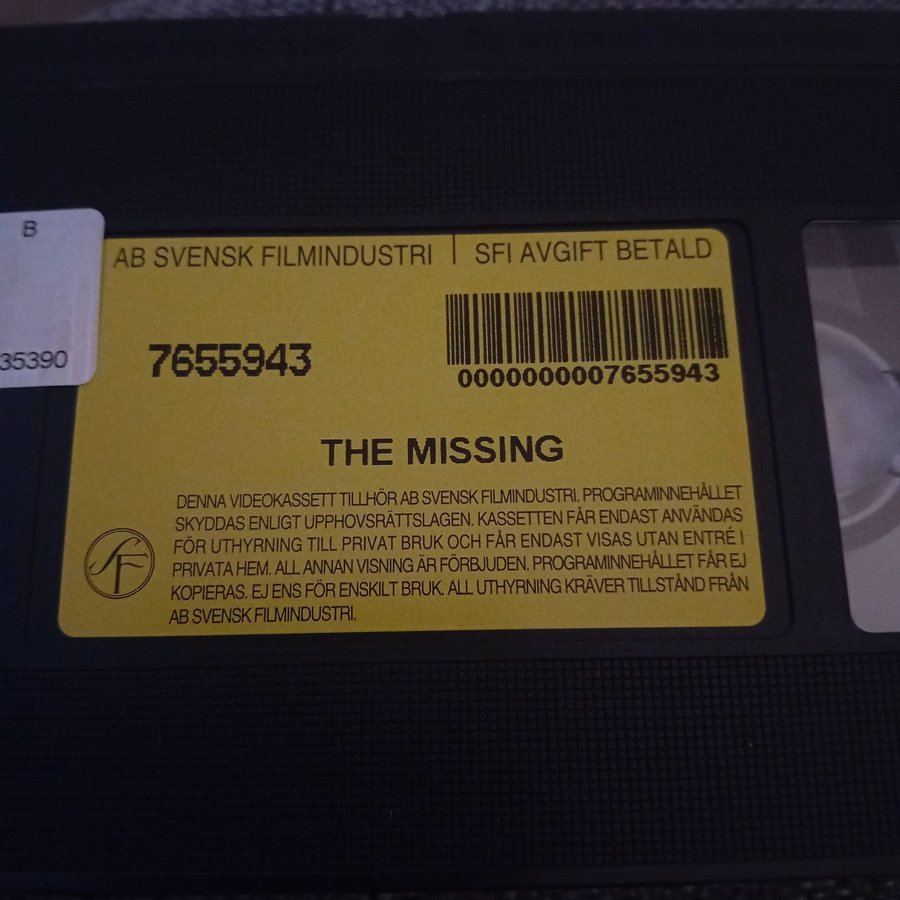 B
35390
AB SVENSK FILMINDUSTRI | SFI AVGIFT BETALD
7655943
0000000007655943
THE MISSING
DENNA VIDEOKASSETT TILLHÖR AB SVENSK FILMINDUSTRI. PROGRAMINNEHÅLLET
SKYDDAS ENLIGT UPPHOVSRÄTTSLAGEN. KASSETTEN FÅR ENDAST ANVÄNDAS
FÖR UTHYRNING TILL PRIVAT BRUK OCH FÅR ENDAST VISAS UTAN ENTRÉ I
PRIVATA HEM. ALL ANNAN VISNING ÄR FÖRBJUDEN. PROGRAMINNEHÅLLET FÅR EJ
KOPIERAS. EJ ENS FÖR ENSKILT BRUK. ALL UTHYRNING KRÄVER TILLSTÅND FRÅN
AB SVENSK FILMINDUSTRI.
SF